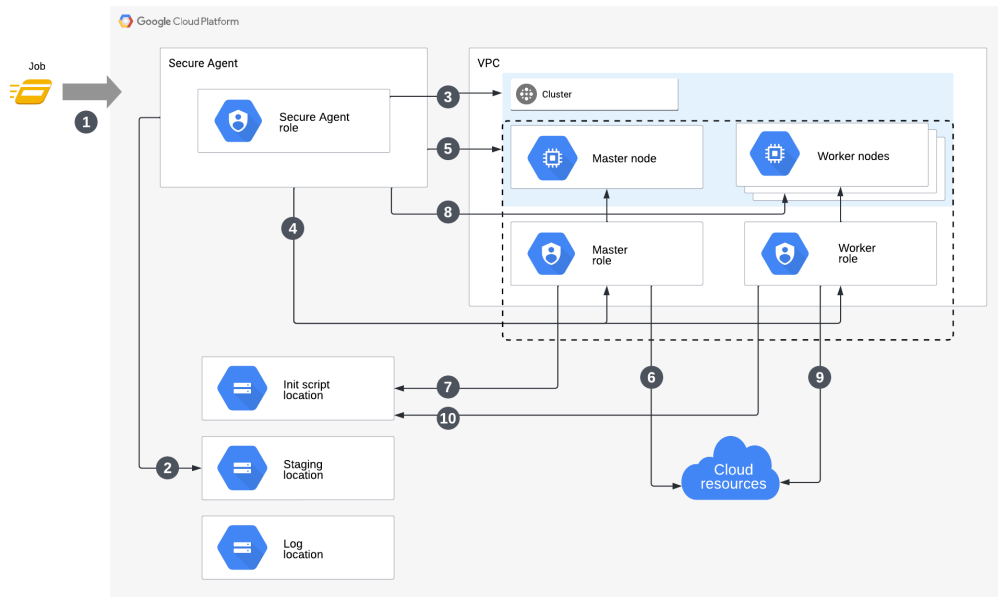 Google Cloud Platform
Job
1
Secure Agent
Secure Agent
role
VPC
Cluster
3
5
Master node
Worker nodes
8
4
Master
role
Worker
role
Init script
location
7
10
6
9
2
Staging
location
Cloud
resources
Log
location